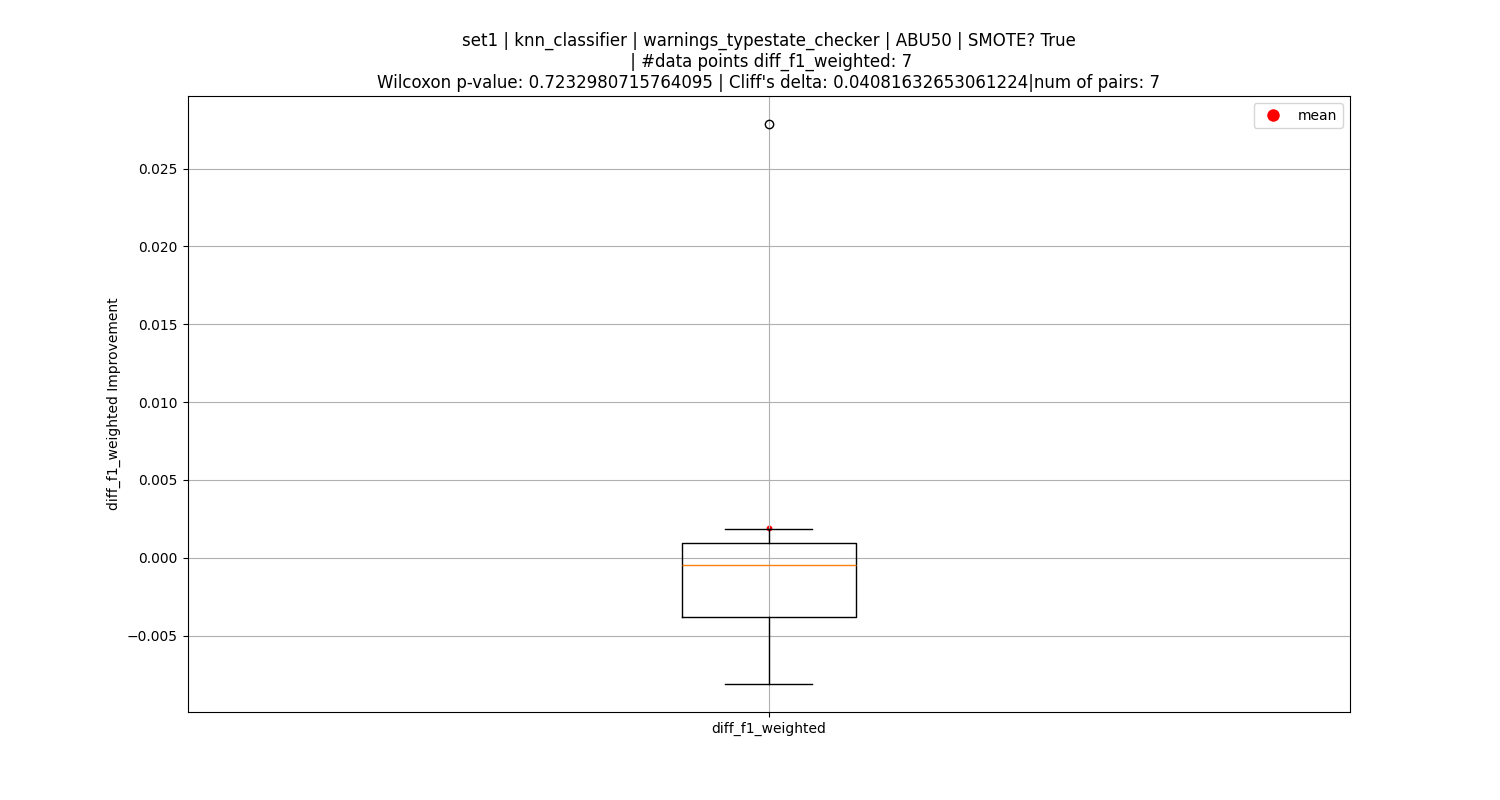 set1 | knn_classifier | warnings_typestate_checker | ABU50 | SMOTE? True
| #data points diff_f1_weighted: 7
Wilcoxon p-value: 0.7232980715764095 | Cliff's delta: 0.04081632653061224|num of pairs: 7
mean
0.025
0.020
0.015
0.010
0.005
0.000
−0.005
diff_f1_weighted Improvement
diff_f1_weighted